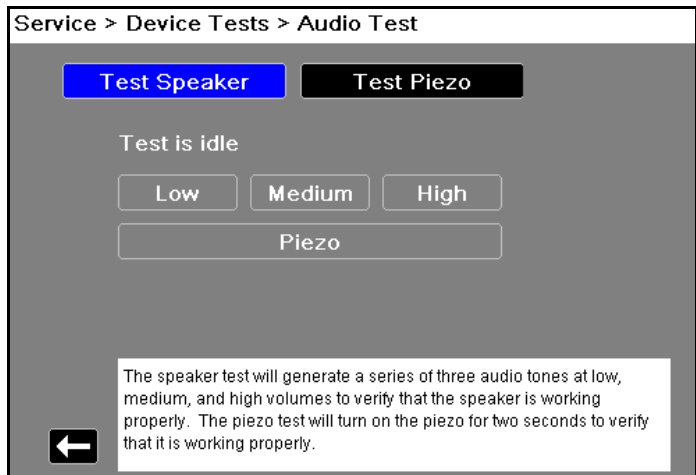 Service > Device Tests > Audio Test
Test Speaker Test Piezo
Test is idle
Low Medium High
Piezo
The speaker test will generate a series of three audio tones at low,
medium, and high volumes to verify that the speaker is working
properly.  The piezo test will turn on the piezo for two seconds to verify
that it is working properly.